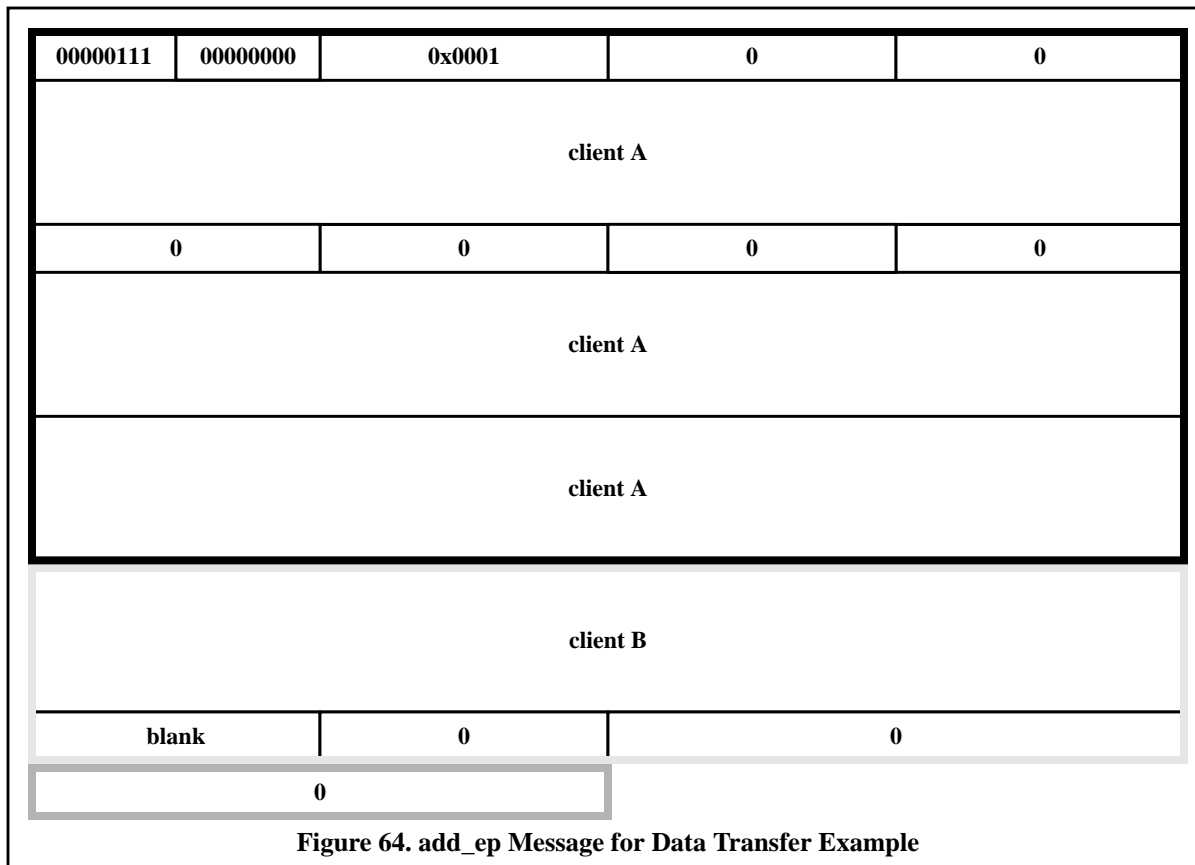 00000111 00000000 0x0001 0 0
client A
0 0 0 0
client A
client A
client B
blank 0 0
0
Figure 64. add_ep Message for Data Transfer Example